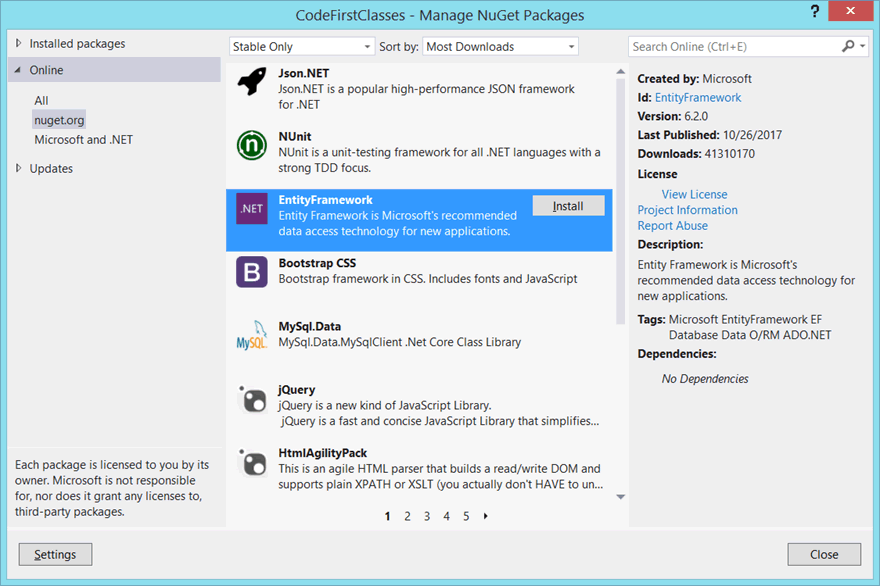 CodeFirstClasses - Manage NuGet Packages
?
Installed packages
Online
All
nuget.org
Microsoft and .NET
Updates
Each package is licensed to you by its
owner. Microsoft is not responsible
for, nor does it grant any licenses to,
third-party packages.
Settings
Stable Only
Sort by:
Most Downloads
Json.NET
Json.NET is a popular high-performance JSON framework
for .NET
n
NUnit
NUnit is a unit-testing framework for all .NET languages with a
strong TDD focus.
.NET
EntityFramework
Install
Entity Framework is Microsoft's recommended
data access technology for new applications.
B
Bootstrap CSS
Bootstrap framework in CSS. Includes fonts and JavaScript
MySQL
MySql.Data
MySql.Data.MySqlClient .Net Core Class Library
jQuery
jQuery is a new kind of JavaScript Library.
jQuery is a fast and concise JavaScript Library that simplifies...
HtmlAgilityPack
This is an agile HTML parser that builds a read/write DOM and
supports plain XPATH or XSLT (you actually don't HAVE to un...
1 2 3 4 5
Search Online (Ctrl+E)
Created by: Microsoft
Id: EntityFramework
Version: 6.2.0
Last Published: 10/26/2017
Downloads: 41310170
License
View License
Project Information
Report Abuse
Description:
Entity Framework is Microsoft's
recommended data access technology for
new applications.
Tags: Microsoft EntityFramework EF
Database Data O/RM ADO.NET
Dependencies:
No Dependencies
Close